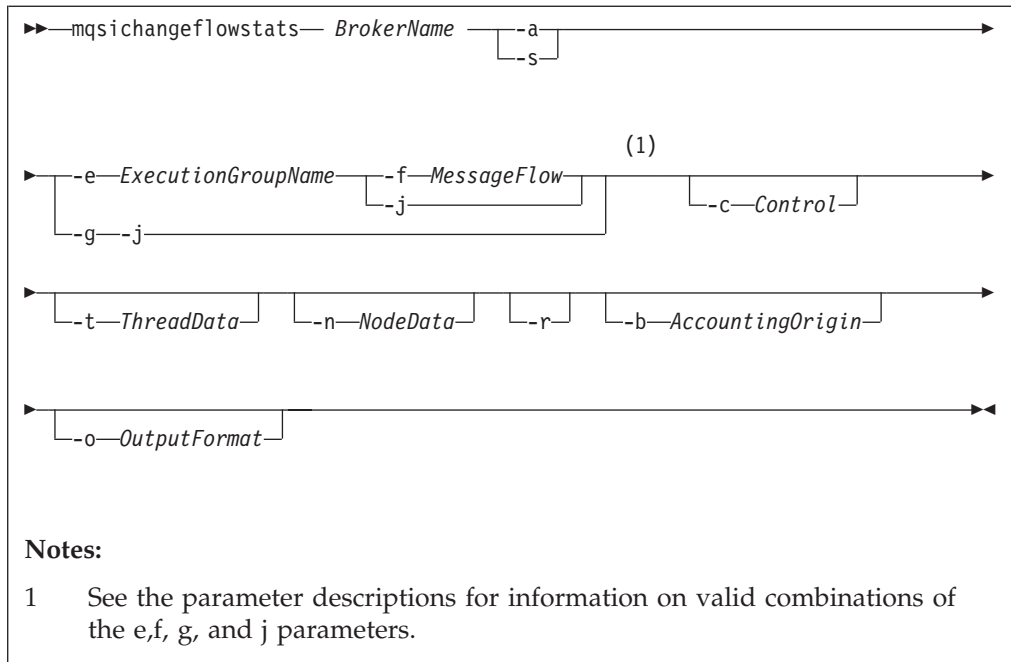 mqsichangeflowstats BrokerName -a
-s
(1)
-e ExecutionGroupName -f MessageFlow
-j -c Control
-g -j
-t ThreadData -n NodeData -r -b AccountingOrigin
-o OutputFormat
Notes:
1 See the parameter descriptions for information on valid combinations of
the e,f, g, and j parameters.